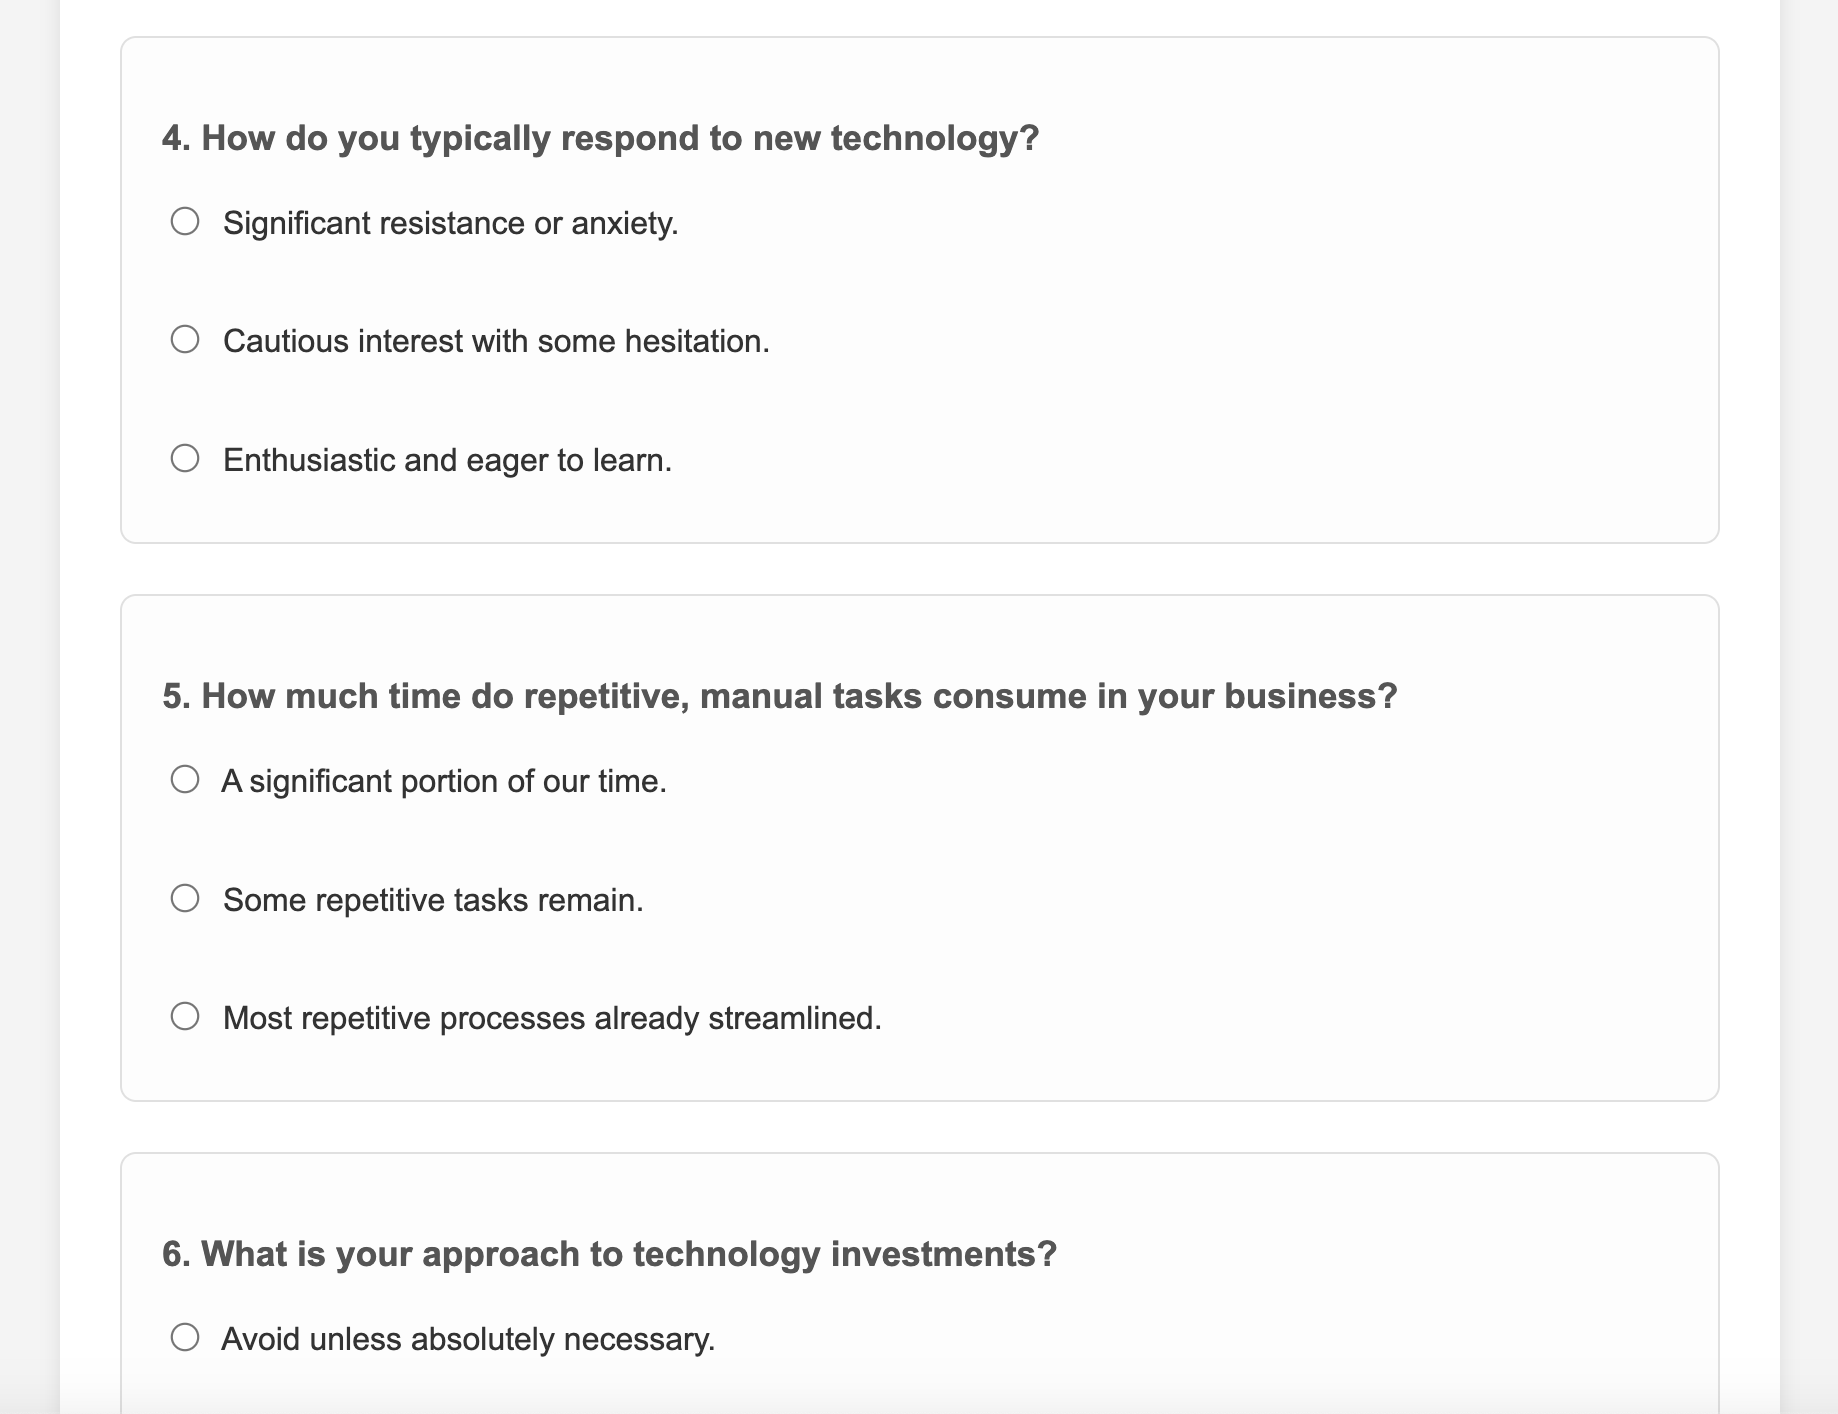 4. How do you typically respond to new technology?
Significant resistance or anxiety.
Cautious interest with some hesitation.
Enthusiastic and eager to learn.
5. How much time do repetitive, manual tasks consume in your business?
A significant portion of our time.
Some repetitive tasks remain.
Most repetitive processes already streamlined.
6. What is your approach to technology investments?
Avoid unless absolutely necessary.